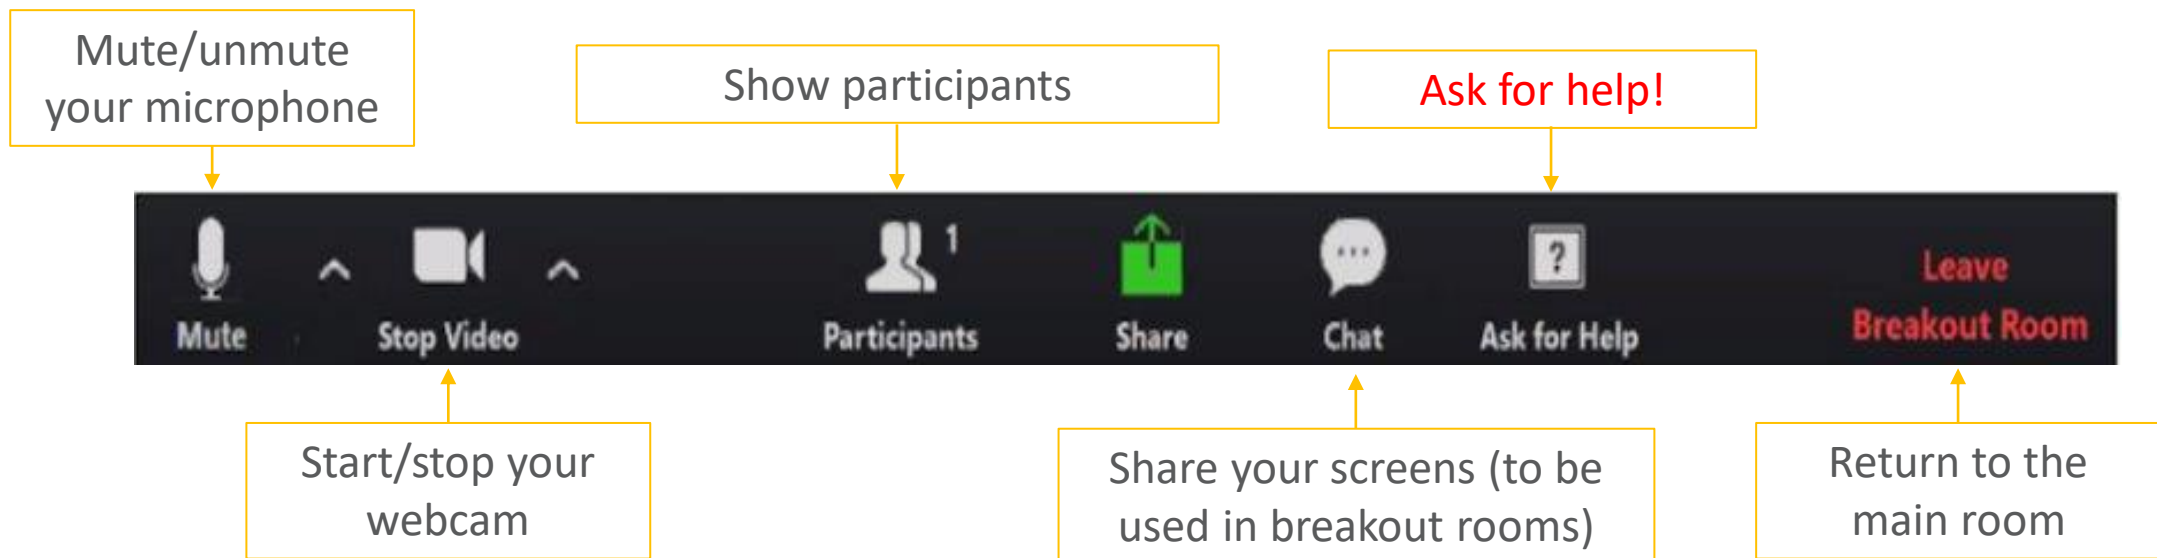 Mute/unmute
your microphone
Show participants
Ask for help!
1
Mute
Stop Video
Participants
Share
Chat
Ask for Help
Leave
Breakout Room
Start/stop your
webcam
Share your screens (to be
used in breakout rooms)
Return to the
main room